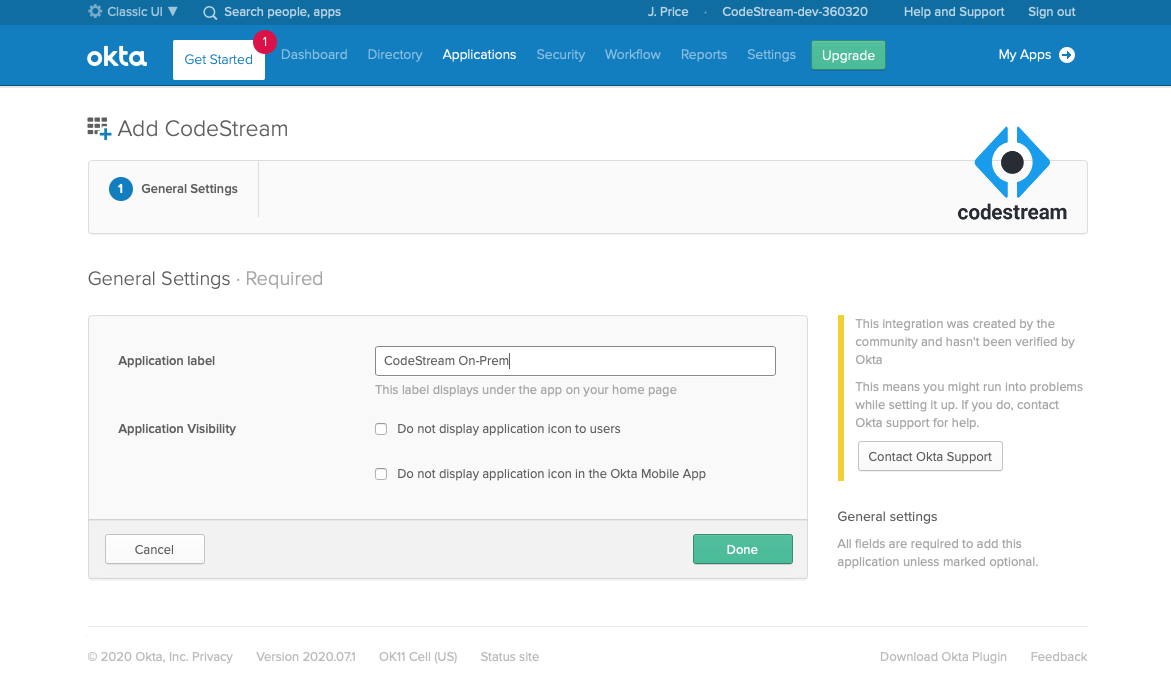 Classic UI ▼ Search people, apps J. Price · CodeStream-dev-360320 Help and Support Sign out
okta Get Started 1 Dashboard Directory Applications Security Workflow Reports Settings Upgrade My Apps
Add CodeStream
1 General Settings
codestream
General Settings · Required
Application label
CodeStream On-Prem
This label displays under the app on your home page
Application Visibility
Do not display application icon to users
Do not display application icon in the Okta Mobile App
Cancel Done
This integration was created by the
community and hasn't been verified by
Okta
This means you might run into problems
while setting it up. If you do, contact
Okta support for help.
Contact Okta Support
General settings
All fields are required to add this
application unless marked optional.
© 2020 Okta, Inc. Privacy Version 2020.07.1 OK11 Cell (US) Status site Download Okta Plugin Feedback